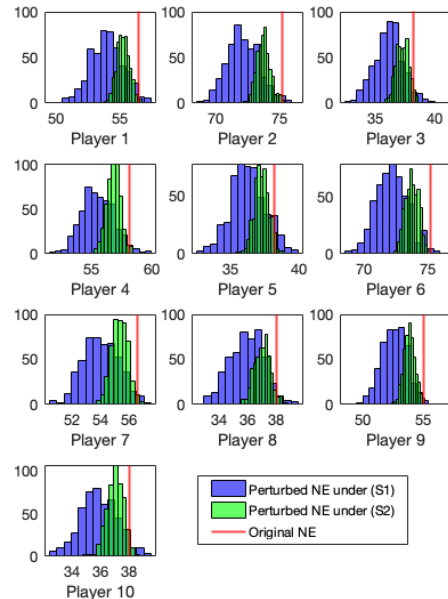 100
50
0
50 55
Player 1
100
50
0
70 75
Player 2
100
50
0
35 40
Player 3
100
50
0
55 60
Player 4
50
0
35 40
Player 5
50
0
70 75
Player 6
100
50
0
52 54 56
Player 7
100
50
0
34 36 38
Player 8
100
50
0
50 55
Player 9
100
50
0
34 36 38
Player 10
Perturbed NE under (S1)
Perturbed NE under (S2)
Original NE